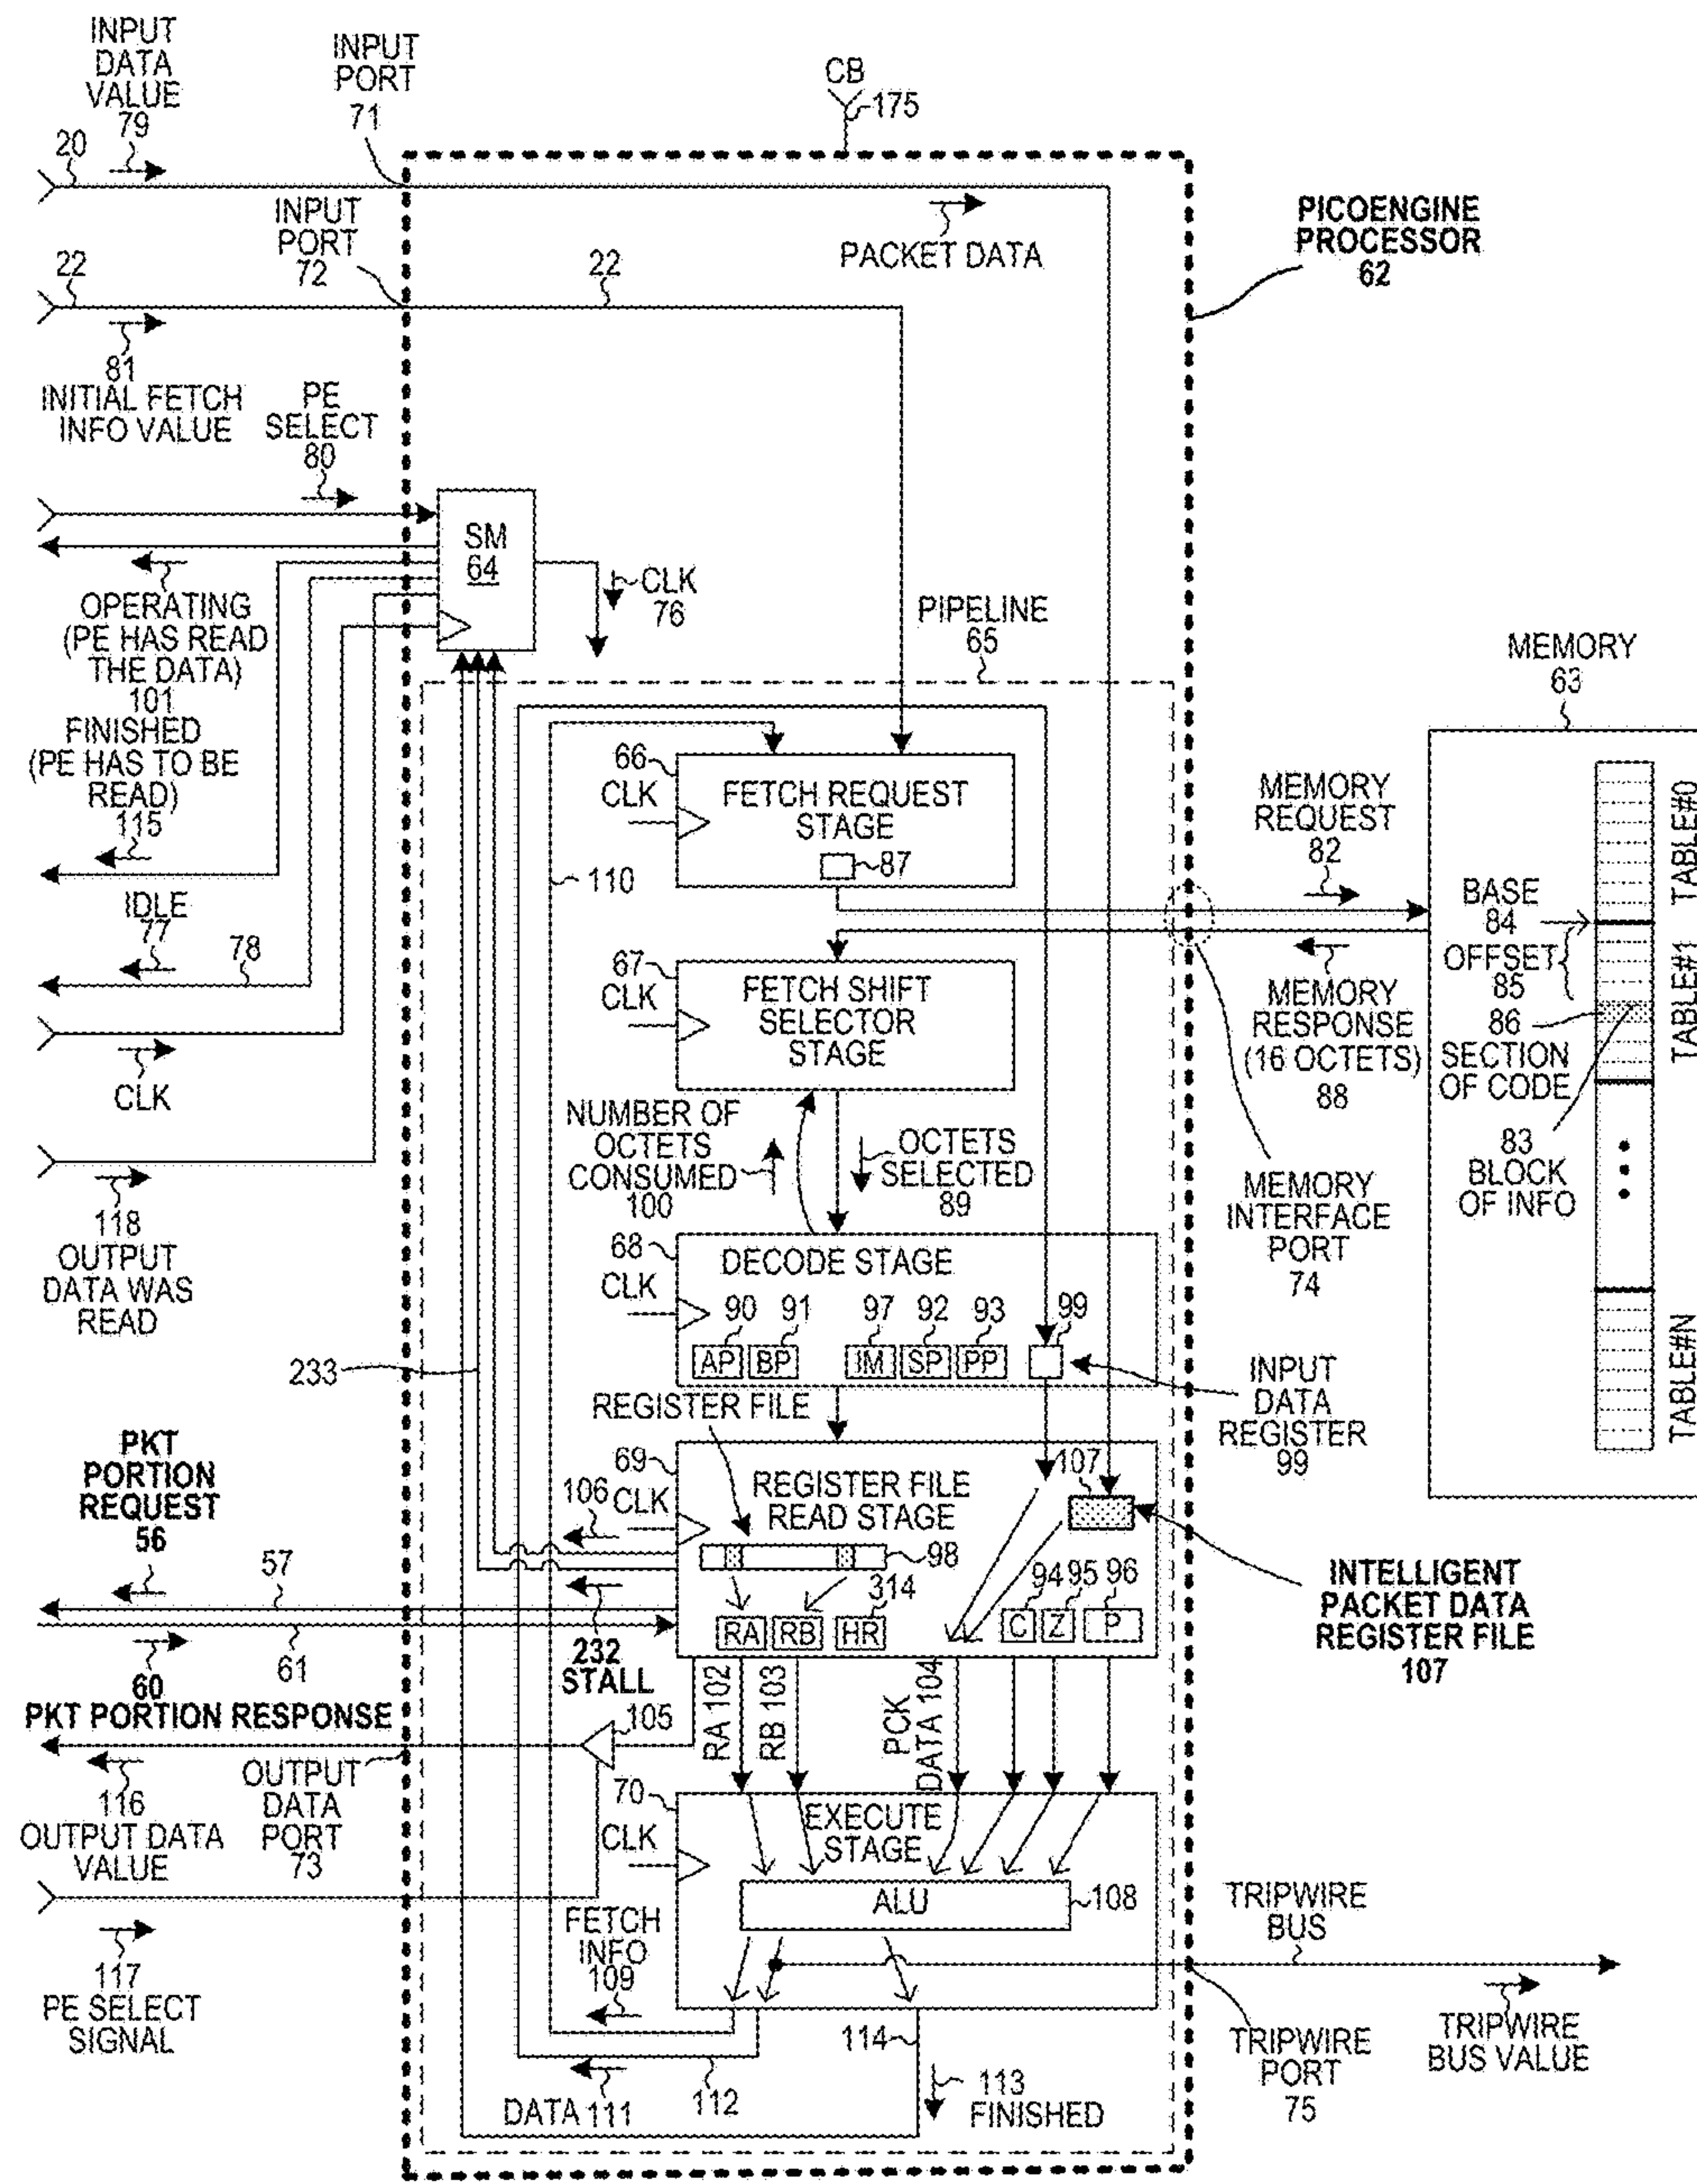 INPUT
DATA
VALUE
79
20
INPUT
PORT
71
CB
175
INPUT
PORT
72
PACKET DATA
PICOENGINE
PROCESSOR
62
22
22
81
INITIAL FETCH
INFO VALUE
PE
SELECT
80
SM
64
CLK
76
OPERATING
(PE HAS READ
THE DATA)
101
FINISHED
(PE HAS TO BE
READ)
115
IDLE
77
78
CLK
118
OUTPUT
DATA WAS
READ
233
PIPELINE
65
MEMORY
63
66
CLK
FETCH REQUEST
STAGE
87
110
MEMORY
REQUEST
82
BASE
84
OFFSET
85
86
SECTION
OF CODE
83
BLOCK
OF INFO
TABLE#0
TABLE#1
TABLE#N
67
CLK
FETCH SHIFT
SELECTOR
STAGE
MEMORY
RESPONSE
(16 OCTETS)
88
NUMBER OF
OCTETS
CONSUMED
100
OCTETS
SELECTED
89
MEMORY
INTERFACE
PORT
74
68
CLK
DECODE STAGE
90 91 97 92 93 99
AP BP IM SP PP
INPUT
DATA
REGISTER
99
REGISTER FILE
PKT
PORTION
REQUEST
56
57
69
106
CLK
REGISTER FILE
READ STAGE
107
98
314
94 95 96
RA RB HR C Z P
INTELLIGENT
PACKET DATA
REGISTER FILE
107
232
STALL
61
60
PKT PORTION RESPONSE
105
RA 102
RB 103
PCK
DATA 104
116
OUTPUT DATA
VALUE
OUTPUT
DATA
PORT
73
70
CLK
EXECUTE
STAGE
ALU
108
117
PE SELECT
SIGNAL
FETCH
INFO
109
TRIPWIRE
BUS
TRIPWIRE
PORT
75
TRIPWIRE
BUS VALUE
114
DATA 111
112
113
FINISHED